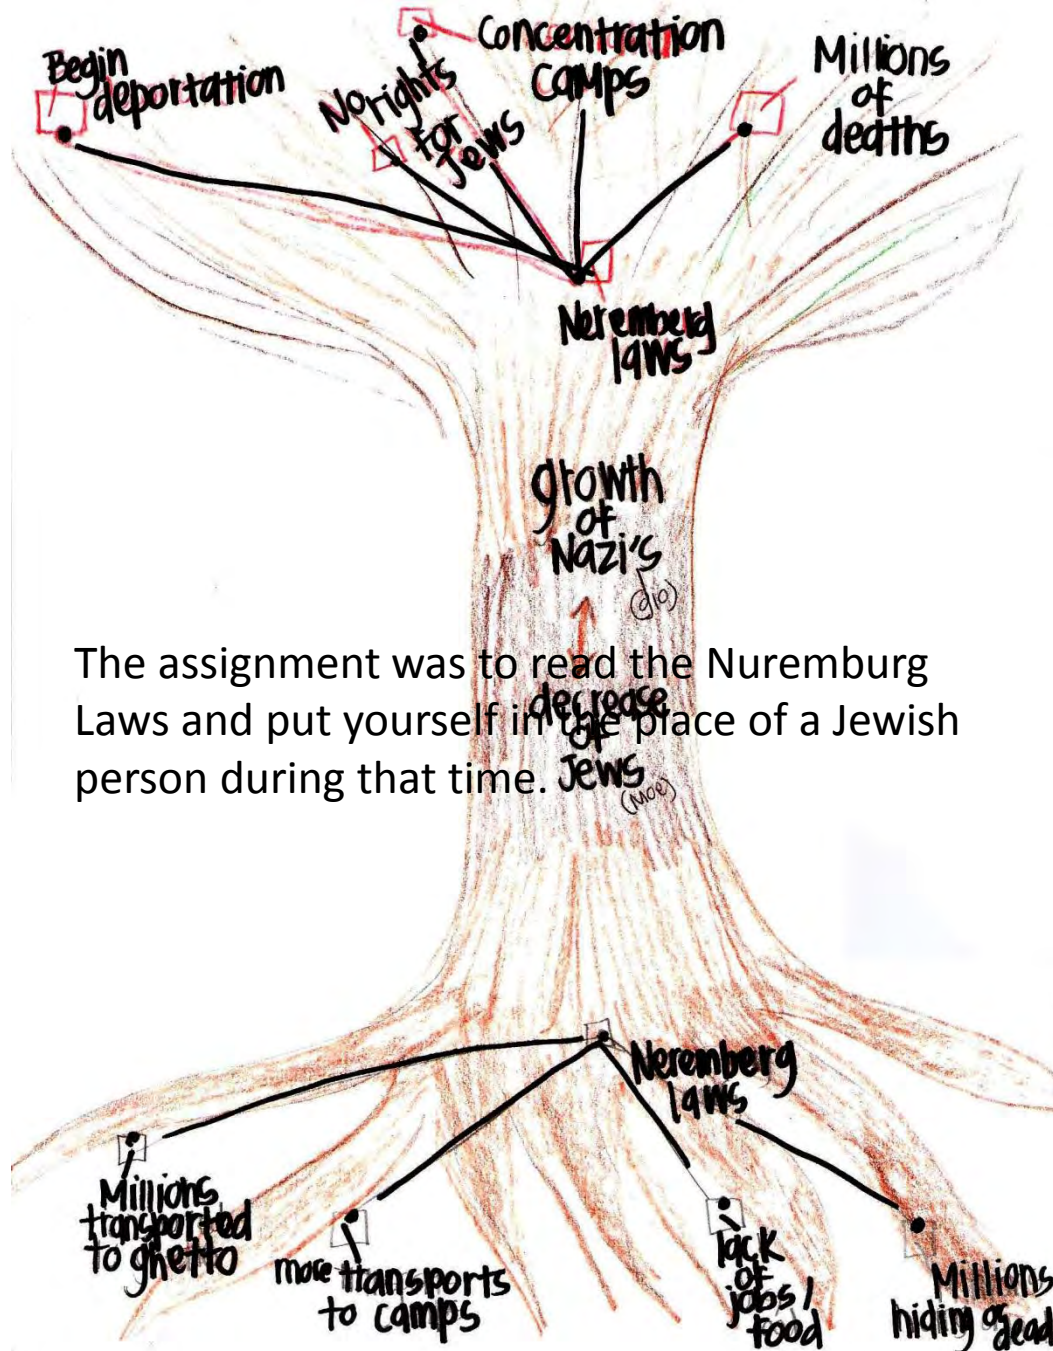 Begin
deportation
No rights
for
Jews
Concentration
Camps
Millions
of
deaths
Neremberg
laws
growth
of
Nazi's
(dio)
The assignment was to read the Nuremburg
Laws and put yourself in the place of a Jewish
person during that time.
decrease
of
Jews
(Moe)
Neremberg
laws
Millions
transported
to ghetto
more transports
to camps
lack
of
jobs/
food
Millions
hiding or
dead